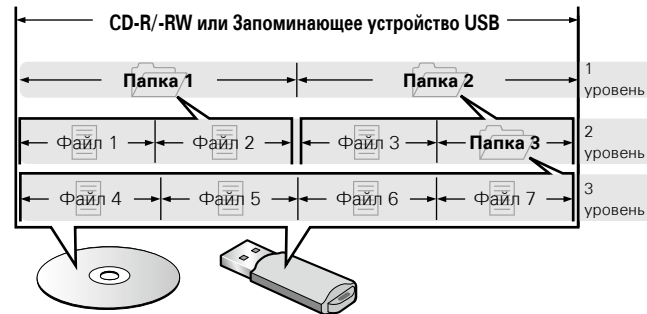 CD-R/-RW или Запоминающее устройство USB
Папка 1 Папка 2 1 уровень
Файл 1 Файл 2 Файл 3 Папка 3 2 уровень
Файл 4 Файл 5 Файл 6 Файл 7 3 уровень